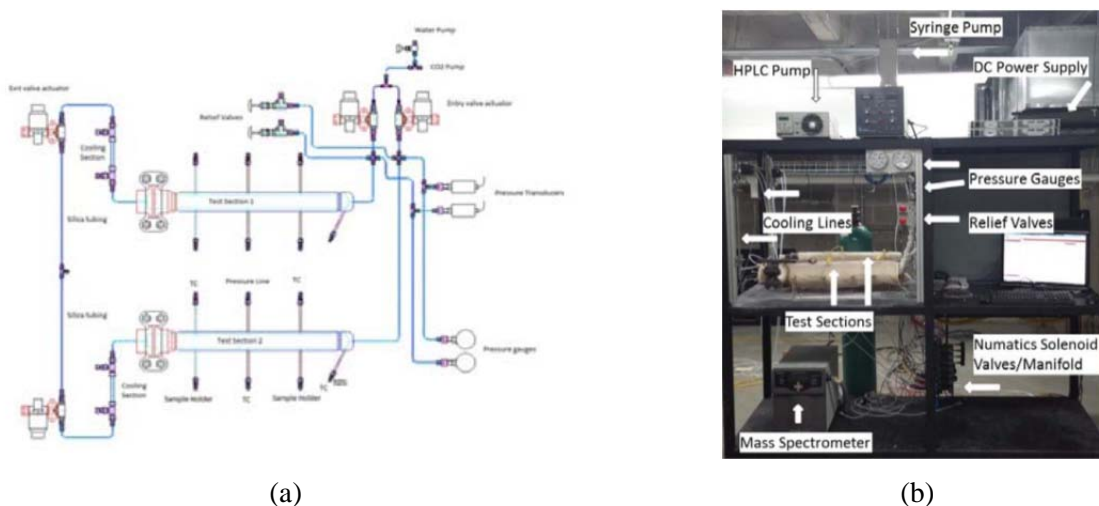 Water Pump
CO2 Pump
Exit valve actuator
Entry valve actuator
Relief Valves
Cooling
Section
Pressure Transducers
Test Section 1
Silica tubing
TC
Pressure Line
TC
Silica tubing
Test Section 2
Pressure gauges
Cooling
Section
TC
Sample Holder
TC
Sample Holder
(a)
Syringe Pump
HPLC Pump
DC Power Supply
Pressure Gauges
Cooling Lines
Relief Valves
Test Sections
Numatics Solenoid
Valves/Manifold
Mass Spectrometer
(b)